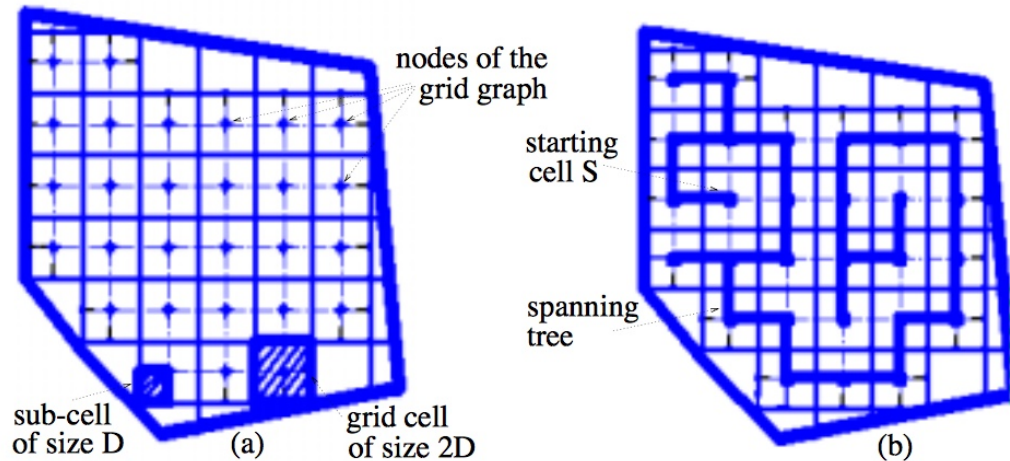 nodes of the
grid graph
starting
cell S
spanning
tree
sub-cell
of size D
(a)
grid cell
of size 2D
(b)